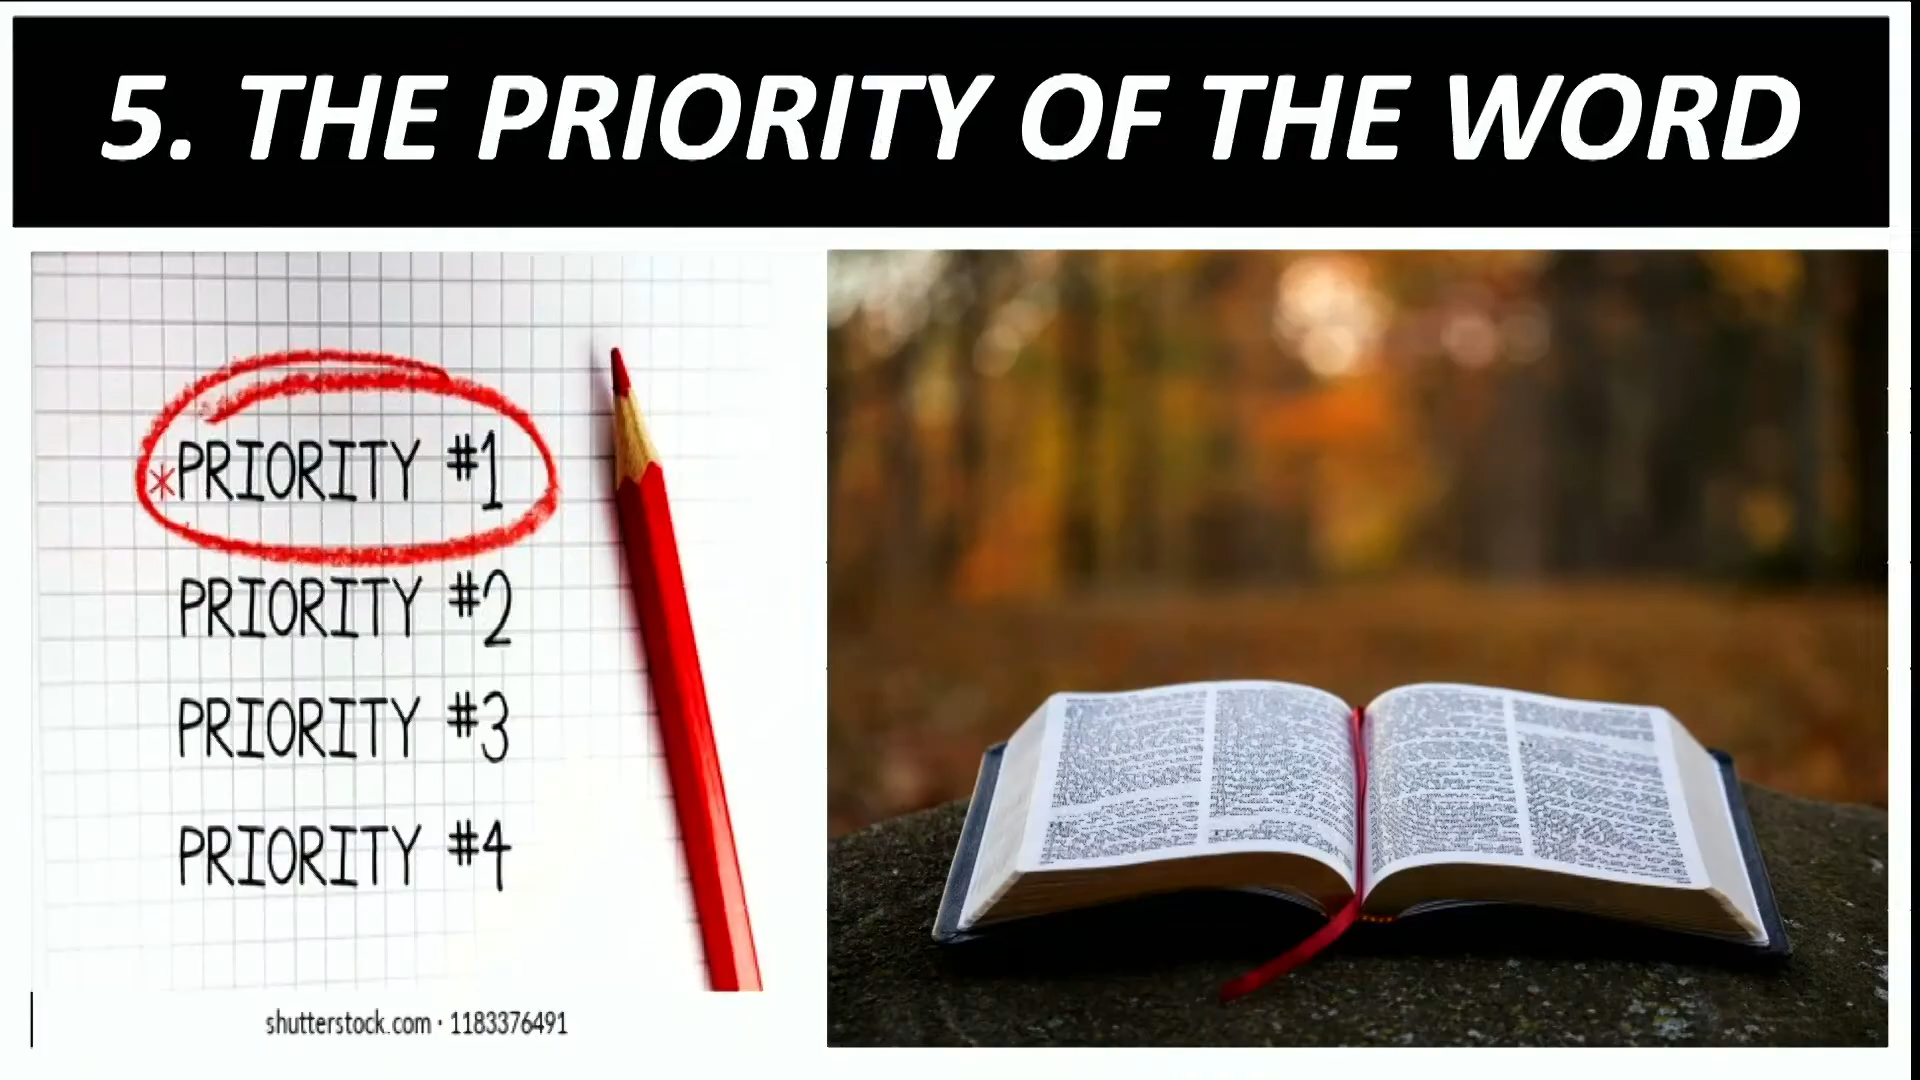 5. THE PRIORITY OF THE WORD
*PRIORITY #1
PRIORITY #2
PRIORITY #3
PRIORITY #4
shutterstock.com · 1183376491